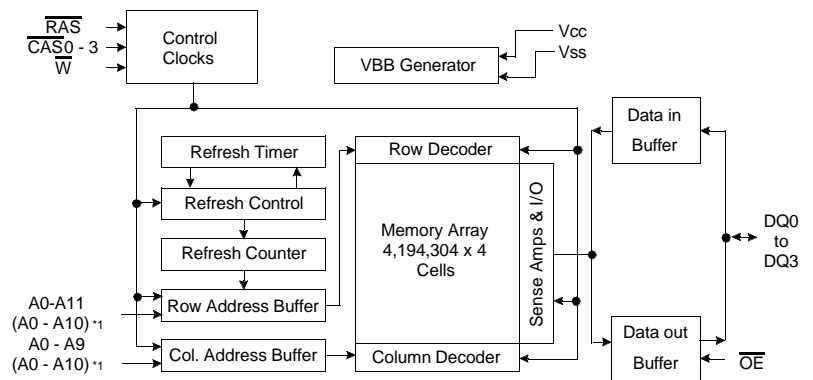 RAS
CAS0 - 3
W
Control
Clocks
VBB Generator
Vcc
Vss
Refresh Timer
Refresh Control
Refresh Counter
Row Address Buffer
Col. Address Buffer
A0-A11
(A0 - A10) *1
A0 - A9
(A0 - A10) *1
Row Decoder
Memory Array
4,194,304 x 4
Cells
Column Decoder
Sense Amps & I/O
Data in
Buffer
Data out
Buffer
DQ0
to
DQ3
OE